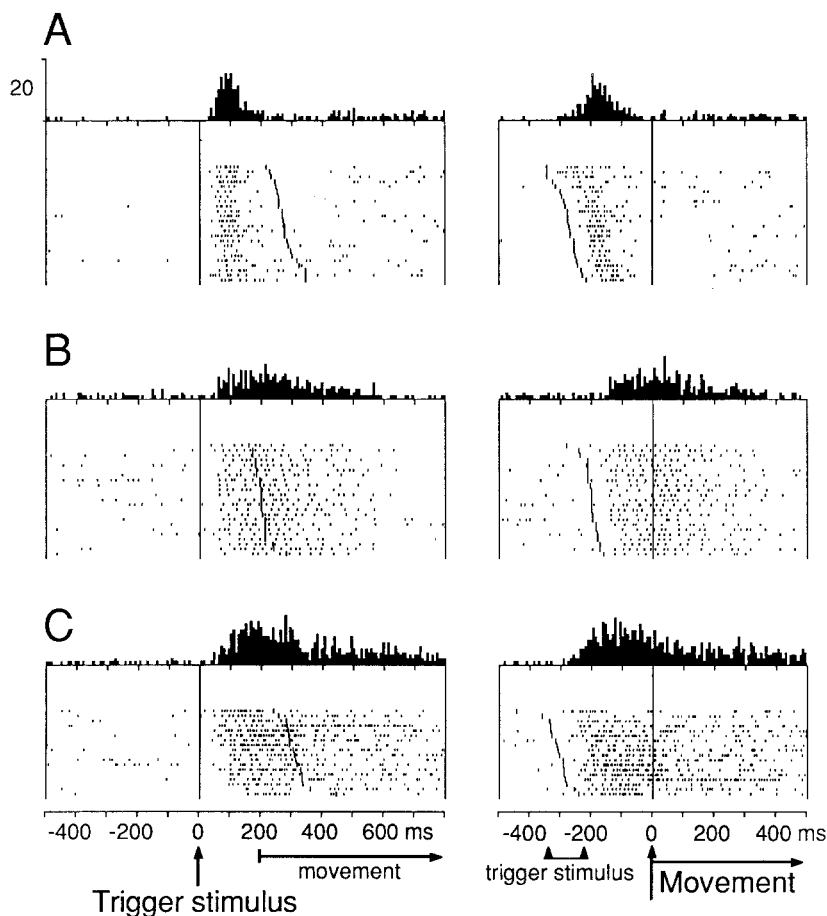 A
20
B
C
-400 -200 0 200 400 600 ms
-400 -200 0 200 400 ms
movement
trigger stimulus
Trigger stimulus
Movement